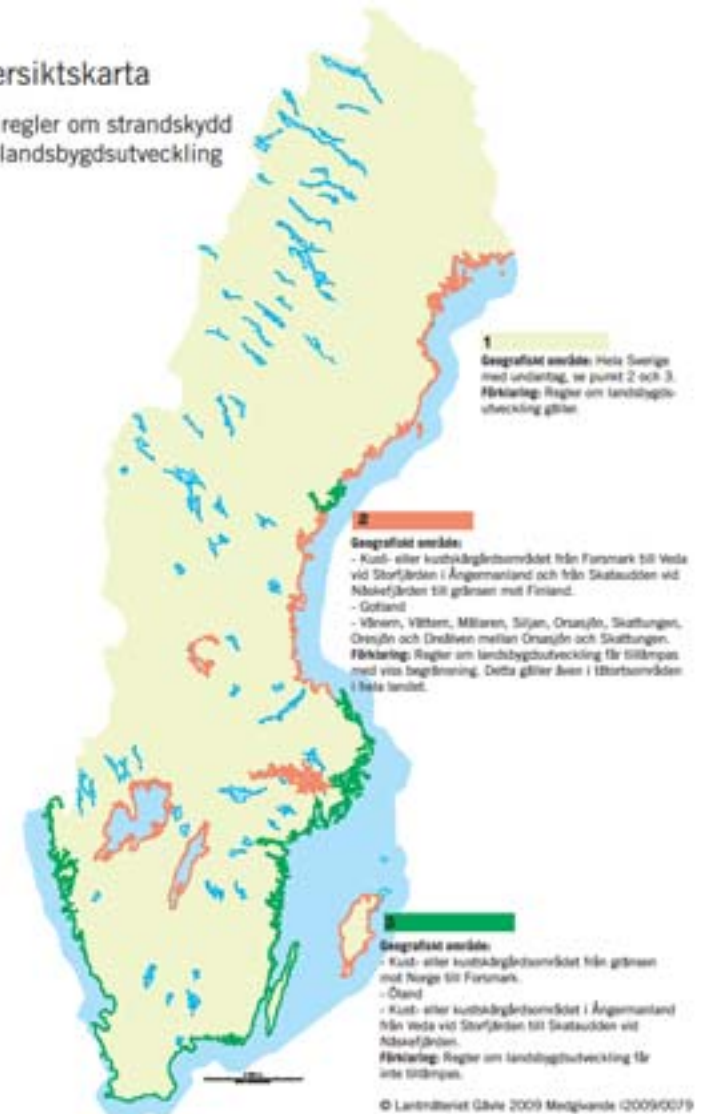 ersiktskarta
regler om strandskydd
landsbygdsutveckling
1
Geografiskt område: Hela Sverige
med undantag, se punkt 2 och 3.
Förklaring: Regler om landsbygds-
utveckling gäller.
2
Geografiskt område:
- Kust- eller kustskärgårdsområdet från Forsmark till Veda
vid Storfjärden i Ångermanland och från Skataudden vid
Näskefjärden till gränsen mot Finland.
- Gotland
- Vänern, Vättern, Mälaren, Siljan, Orsasjön, Skattungen,
Oresjön och Oreälven mellan Orsasjön och Skattungen.
Förklaring: Regler om landsbygdsutveckling får tillämpas
med viss begränsning. Detta gäller även i tätortsområden
i hela landet.
3
Geografiskt område:
- Kust- eller kustskärgårdsområdet från gränsen
mot Norge till Forsmark.
- Öland
- Kust- eller kustskärgårdsområdet i Ångermanland
från Veda vid Storfjärden till Skataudden vid
Näskefjärden.
Förklaring: Regler om landsbygdsutveckling får
inte tillämpas.
© Lantmäteriet Gävle 2009 Medgivande I2009/0079